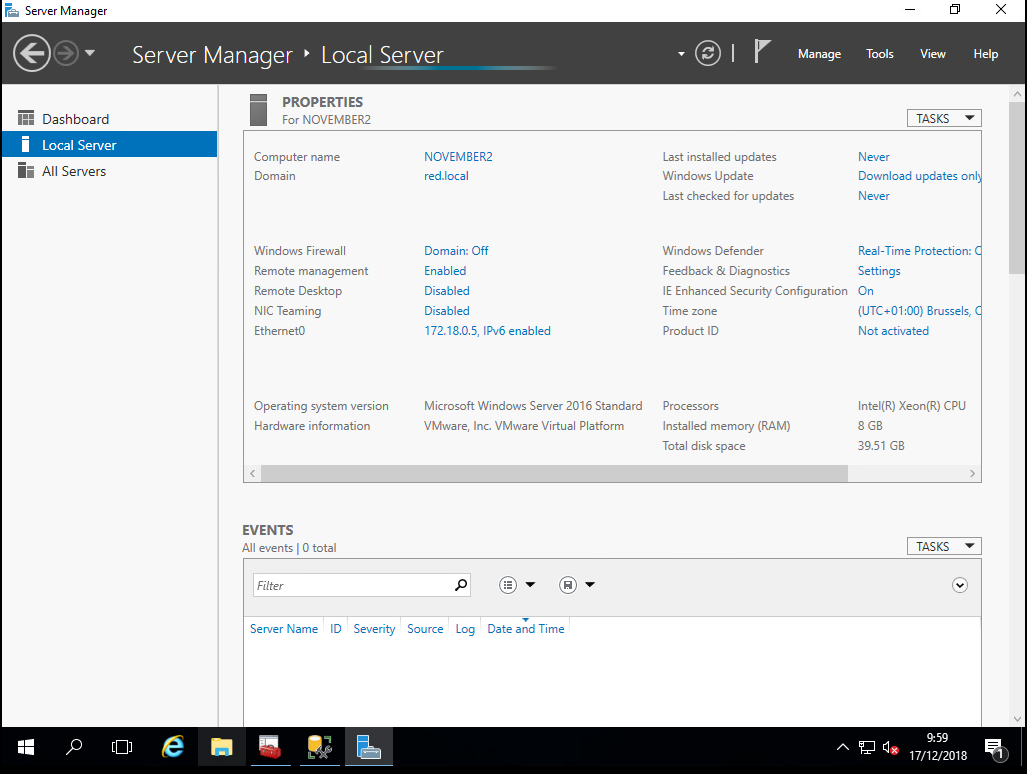 Server Manager
Server Manager ‣ Local Server
Manage Tools View Help
Dashboard
Local Server
All Servers
PROPERTIES
For NOVEMBER2
TASKS
Computer name NOVEMBER2 Last installed updates Never
Domain red.local Windows Update Download updates only
Last checked for updates Never
Windows Firewall Domain: Off Windows Defender Real-Time Protection:
Remote management Enabled Feedback & Diagnostics Settings
Remote Desktop Disabled IE Enhanced Security Configuration On
NIC Teaming Disabled Time zone (UTC+01:00) Brussels,
Ethernet0 172.18.0.5, IPv6 enabled Product ID Not activated
Operating system version Microsoft Windows Server 2016 Standard Processors Intel(R) Xeon(R) CPU
Hardware information VMware, Inc. VMware Virtual Platform Installed memory (RAM) 8 GB
Total disk space 39.51 GB
EVENTS
All events | 0 total
TASKS
Filter
Server Name ID Severity Source Log Date and Time
9:59
17/12/2018
1